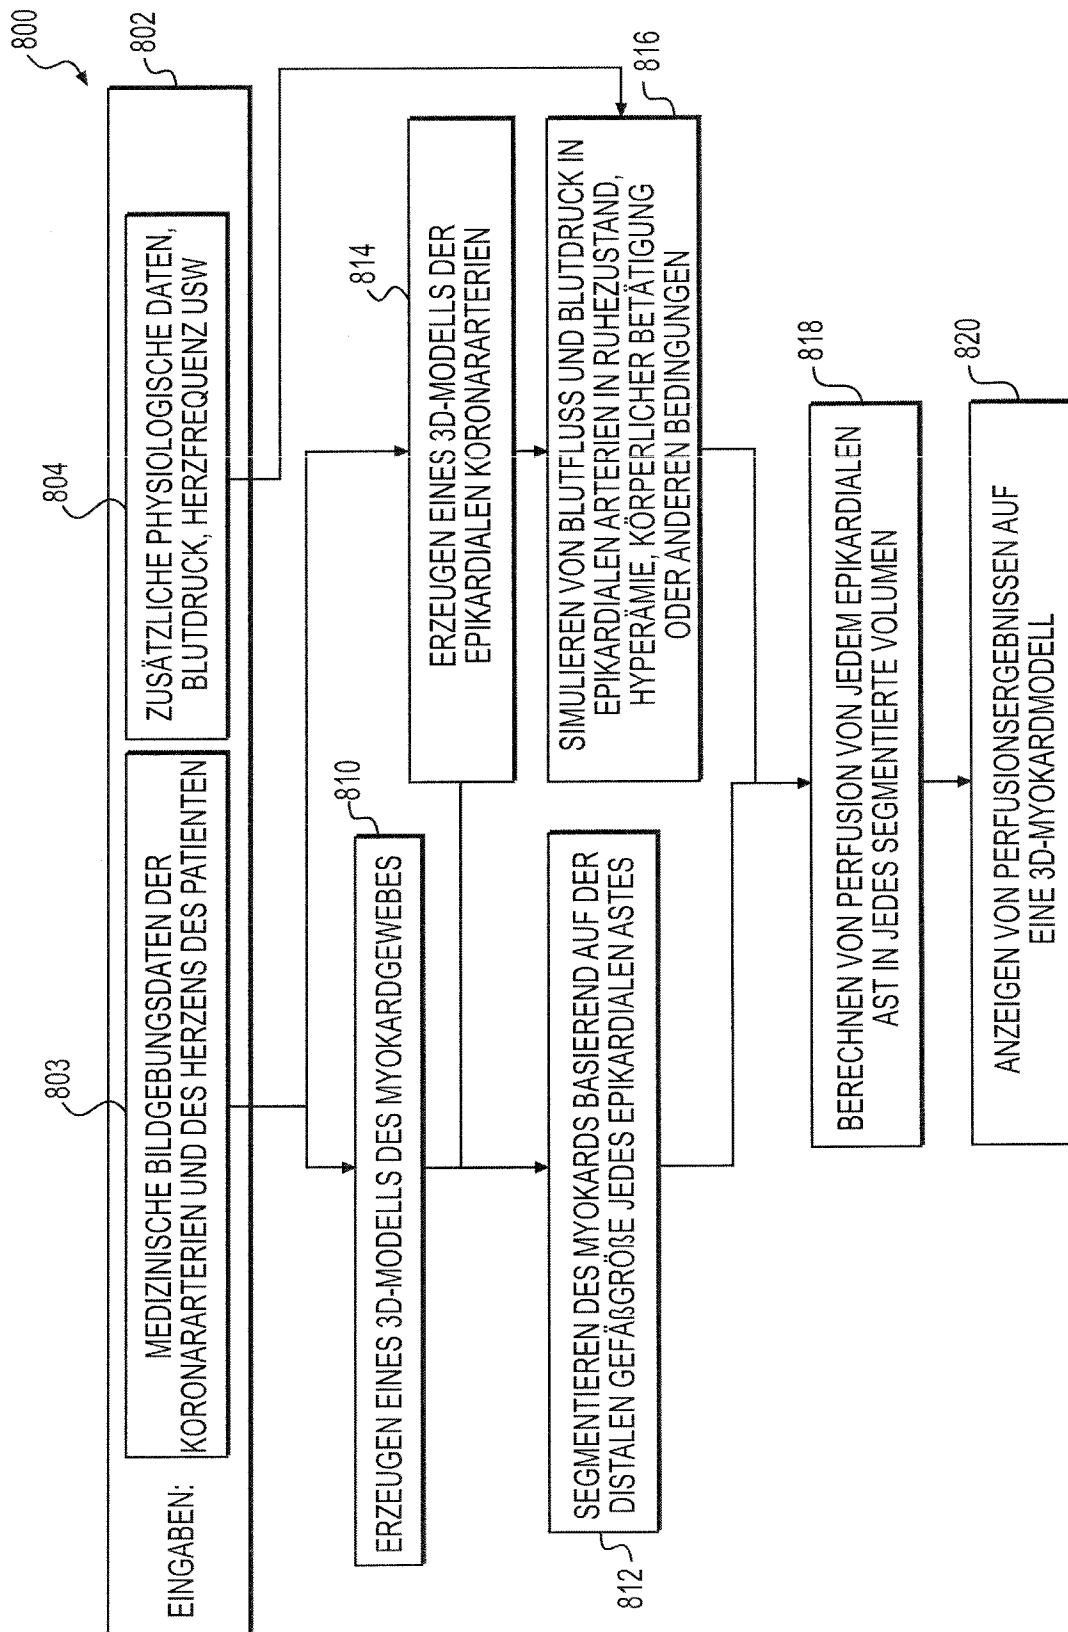 800
802
EINGABEN:
803
MEDIZINISCHE BILDGEBUNGSDATEN DER
KORONARARTERIEN UND DES HERZENS DES PATIENTEN
804
ZUSÄTZLICHE PHYSIOLOGISCHE DATEN,
BLUTDRUCK, HERZFREQUENZ USW
810
ERZEUGEN EINES 3D-MODELLS DES MYOKARDGEWEBES
814
ERZEUGEN EINES 3D-MODELLS DER
EPIKARDIALEN KORONARARTERIEN
812
SEGMENTIEREN DES MYOKARDS BASIEREND AUF DER
DISTALEN GEFÄßGRÖßE JEDES EPIKARDIALEN ASTES
816
SIMULIEREN VON BLUTFLUSS UND BLUTDRUCK IN
EPIKARDIALEN ARTERIEN IN RUHEZUSTAND,
HYPERÄMIE, KÖRPERLICHER BETÄTIGUNG
ODER ANDEREN BEDINGUNGEN
818
BERECHNEN VON PERFUSION VON JEDEM EPIKARDIALEN
AST IN JEDES SEGMENTIERTE VOLUMEN
820
ANZEIGEN VON PERFUSIONSERGEBNISSEN AUF
EINE 3D-MYOKARDMODELL